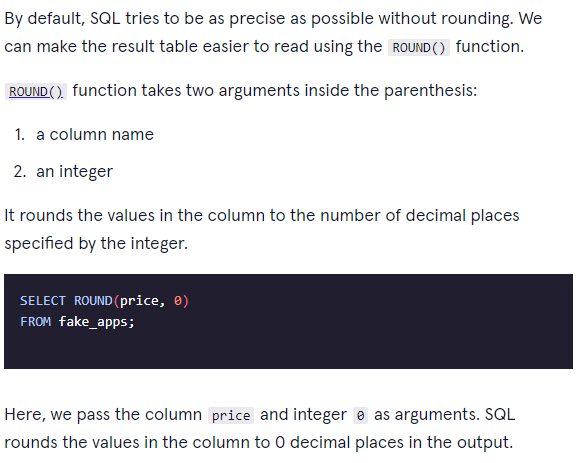 By default, SQL tries to be as precise as possible without rounding. We
can make the result table easier to read using the ROUND() function.
ROUND() function takes two arguments inside the parenthesis:
1. a column name
2. an integer
It rounds the values in the column to the number of decimal places
specified by the integer.
SELECT ROUND(price, 0)
FROM fake_apps;
Here, we pass the column price and integer 0 as arguments. SQL
rounds the values in the column to 0 decimal places in the output.